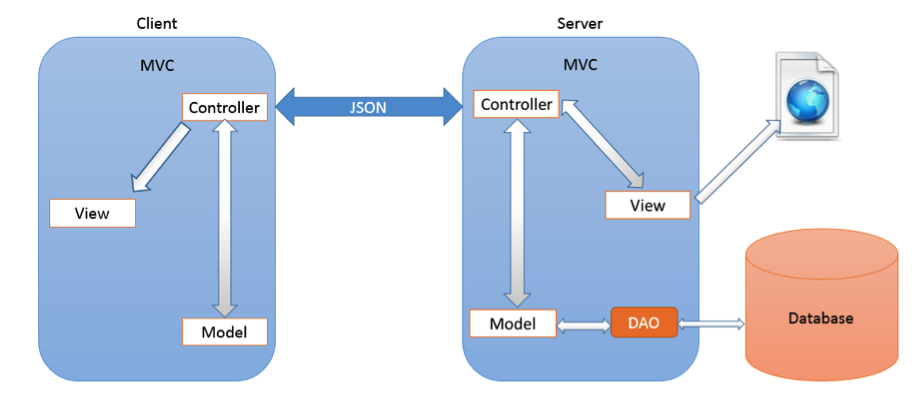 Client
Server
MVC
MVC
Controller
JSON
Controller
View
View
Model
Model
DAO
Database